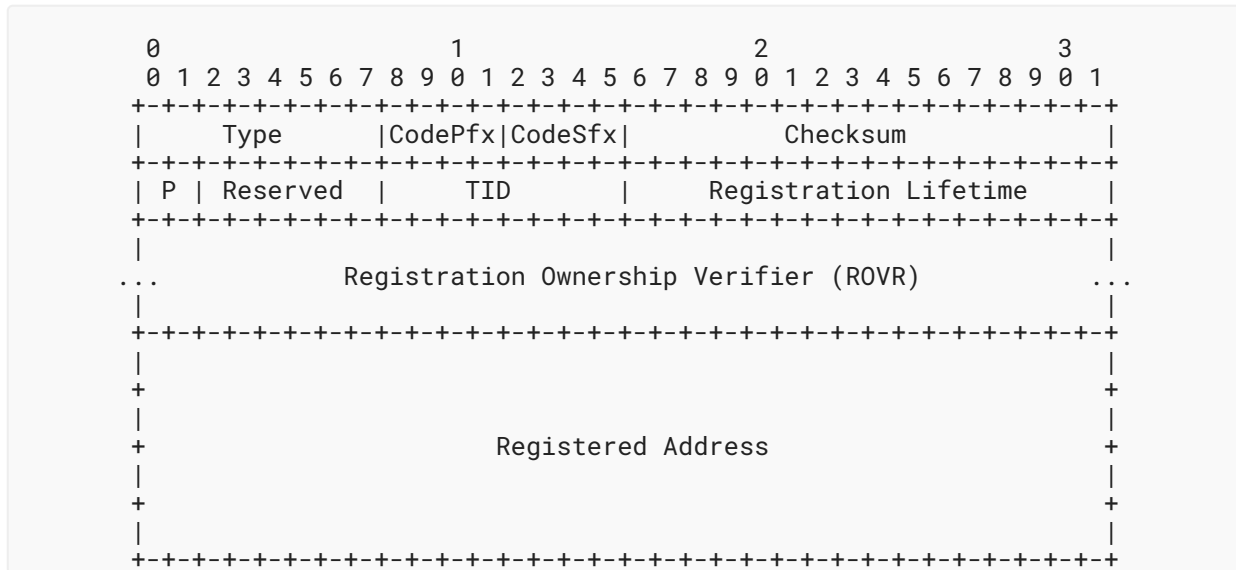 0                   1                   2                   3
 0 1 2 3 4 5 6 7 8 9 0 1 2 3 4 5 6 7 8 9 0 1 2 3 4 5 6 7 8 9 0 1
+-+-+-+-+-+-+-+-+-+-+-+-+-+-+-+-+-+-+-+-+-+-+-+-+-+-+-+-+-+-+-+-+
|     Type      |CodePfx|CodeSfx|          Checksum             |
+-+-+-+-+-+-+-+-+-+-+-+-+-+-+-+-+-+-+-+-+-+-+-+-+-+-+-+-+-+-+-+-+
| P | Reserved  |     TID       |     Registration Lifetime     |
+-+-+-+-+-+-+-+-+-+-+-+-+-+-+-+-+-+-+-+-+-+-+-+-+-+-+-+-+-+-+-+-+
|                                                               |
...            Registration Ownership Verifier (ROVR)           ...
|                                                               |
+-+-+-+-+-+-+-+-+-+-+-+-+-+-+-+-+-+-+-+-+-+-+-+-+-+-+-+-+-+-+-+-+
|                                                               |
+                                                               +
|                                                               |
+                       Registered Address                      +
|                                                               |
+                                                               +
|                                                               |
+-+-+-+-+-+-+-+-+-+-+-+-+-+-+-+-+-+-+-+-+-+-+-+-+-+-+-+-+-+-+-+-+